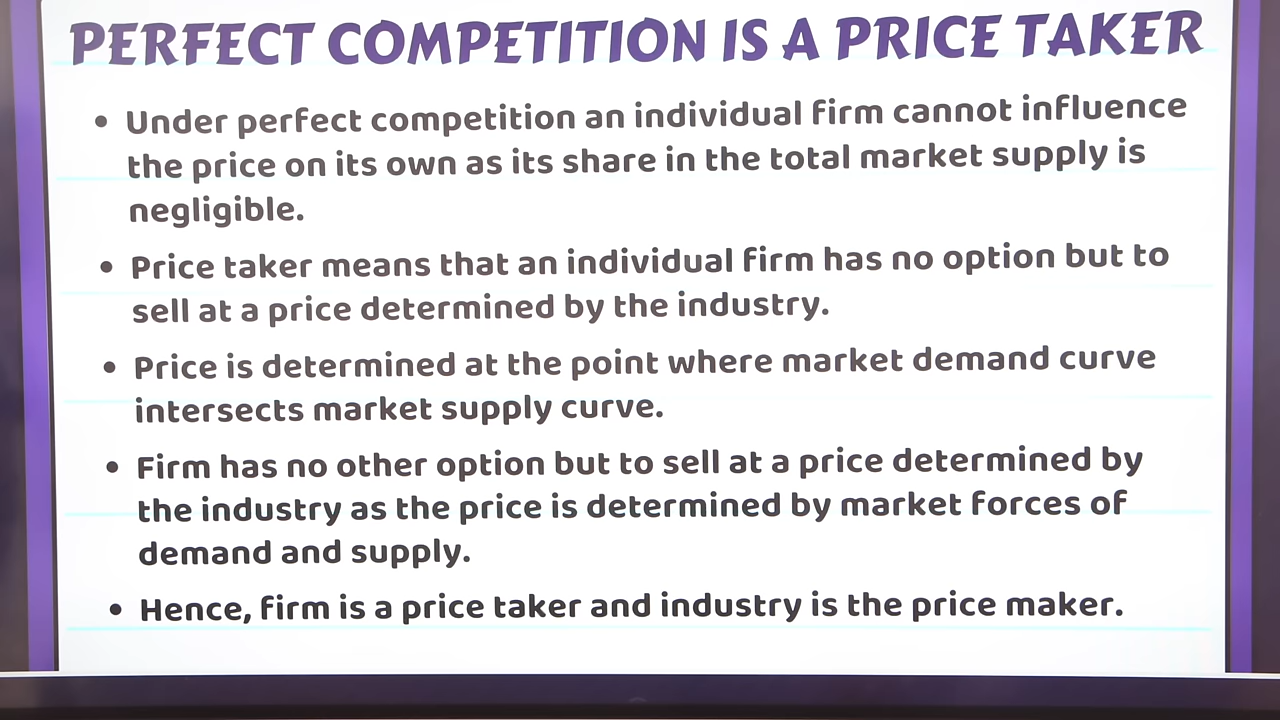 PERFECT COMPETITION IS A PRICE TAKER
• Under perfect competition an individual firm cannot influence
the price on its own as its share in the total market supply is
negligible.
• Price taker means that an individual firm has no option but to
sell at a price determined by the industry.
• Price is determined at the point where market demand curve
intersects market supply curve.
• Firm has no other option but to sell at a price determined by
the industry as the price is determined by market forces of
demand and supply.
• Hence, firm is a price taker and industry is the price maker.